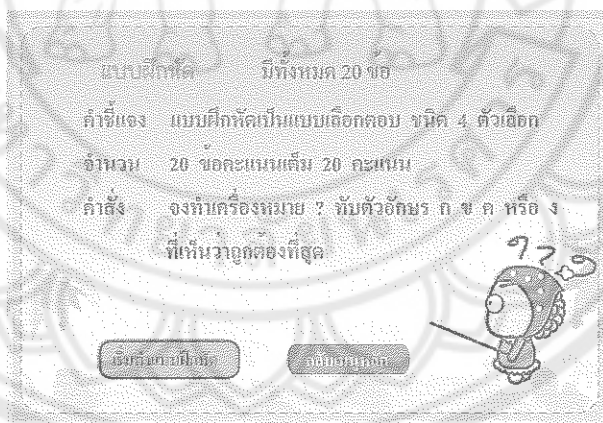 แบบฝึกหัด มีทั้งหมด 20 ข้อ
คำชี้แจง แบบฝึกหัดเป็นแบบเลือกตอบ ชนิด 4 ตัวเลือก
จำนวน 20 ข้อคะแนนเต็ม 20 คะแนน
คำสั่ง จงทำเครื่องหมาย ? ทับตัวอักษร ก ข ค หรือ ง
ที่เห็นว่าถูกต้องที่สุด
???